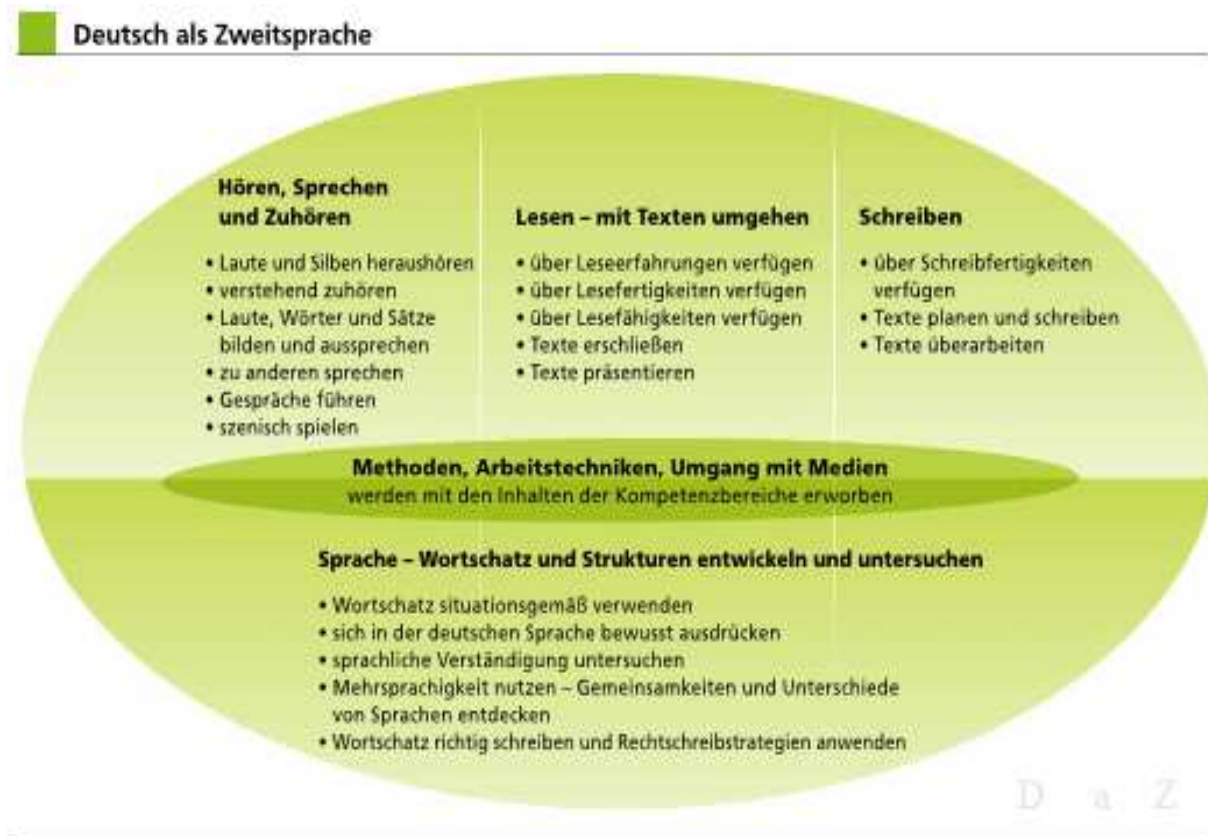 Deutsch als Zweitsprache
Hören, Sprechen
und Zuhören
• Laute und Silben heraushören
• verstehend zuhören
• Laute, Wörter und Sätze
bilden und aussprechen
• zu anderen sprechen
• Gespräche führen
• szenisch spielen
Lesen – mit Texten umgehen
• über Leseerfahrungen verfügen
• über Lesefertigkeiten verfügen
• über Lesefähigkeiten verfügen
• Texte erschließen
• Texte präsentieren
Schreiben
• über Schreibfertigkeiten
verfügen
• Texte planen und schreiben
• Texte überarbeiten
Methoden, Arbeitstechniken, Umgang mit Medien
werden mit den Inhalten der Kompetenzbereiche erworben
Sprache – Wortschatz und Strukturen entwickeln und untersuchen
• Wortschatz situationsgemäß verwenden
• sich in der deutschen Sprache bewusst ausdrücken
• sprachliche Verständigung untersuchen
• Mehrsprachigkeit nutzen – Gemeinsamkeiten und Unterschiede
von Sprachen entdecken
• Wortschatz richtig schreiben und Rechtschreibstrategien anwenden
D a Z